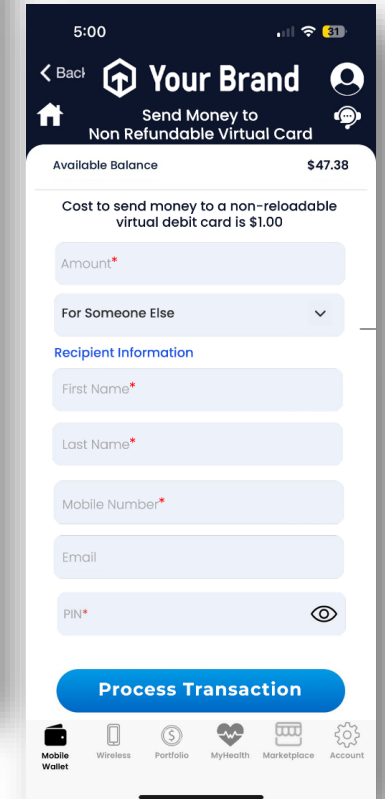 5:00
31
Back
Your Brand
Send Money to
Non Refundable Virtual Card
Available Balance $47.38
Cost to send money to a non-reloadable
virtual debit card is $1.00
Amount*
For Someone Else
Recipient Information
First Name*
Last Name*
Mobile Number*
Email
PIN*
Process Transaction
Mobile Wallet Wireless Portfolio MyHealth Marketplace Account